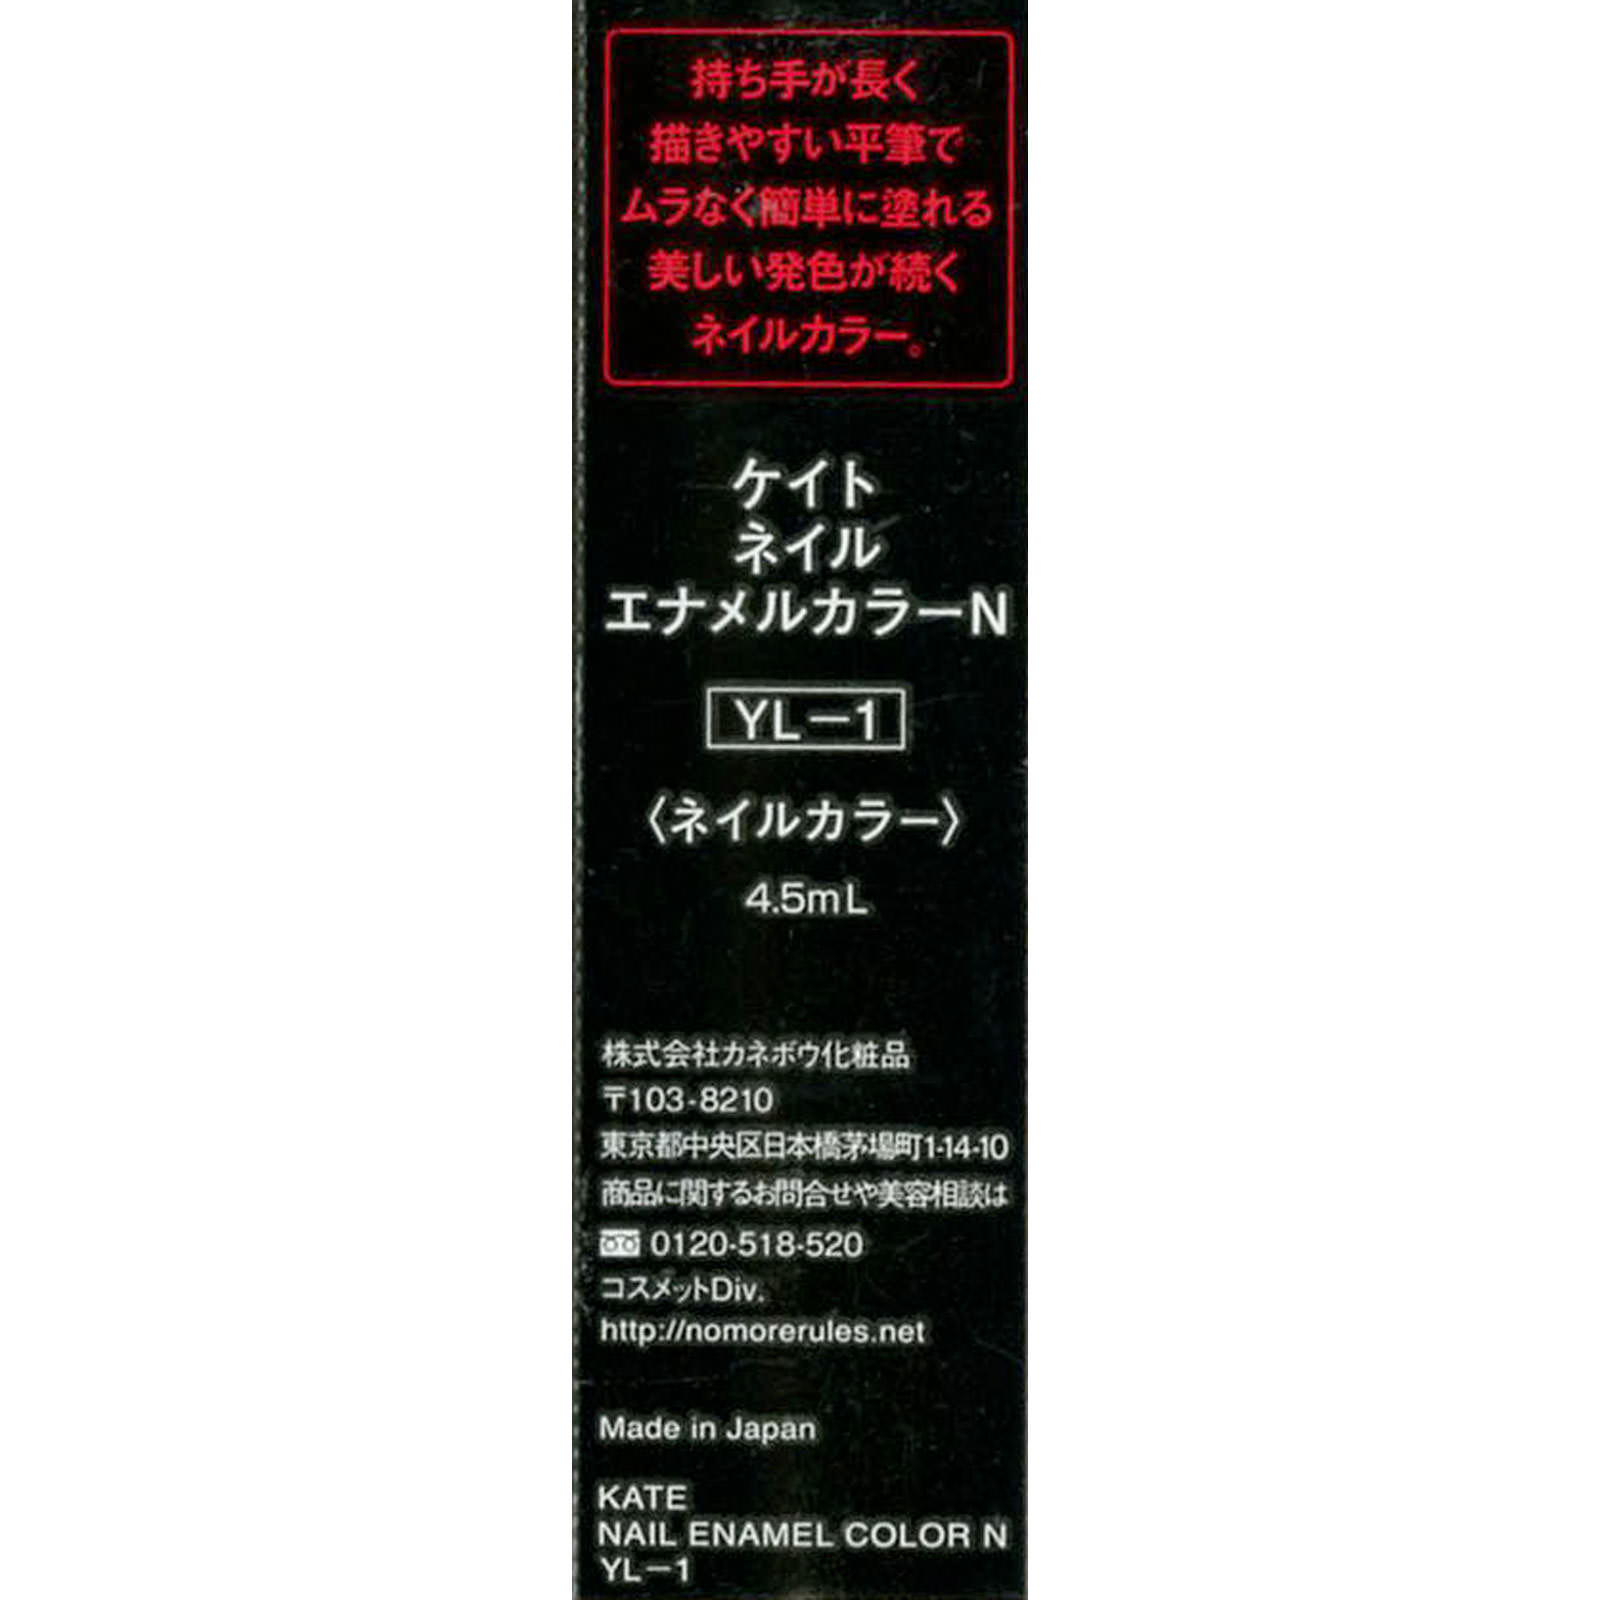 持ち手が長く
描きやすい平筆で
ムラなく簡単に塗れる
美しい発色が続く
ネイルカラー。
ケイト
ネイル
エナメルカラーN
YL－1
〈ネイルカラー〉
4.5mL
株式会社カネボウ化粧品
〒103-8210
東京都中央区日本橋茅場町1-14-10
商品に関するお問合せや美容相談は
0120-518-520
コスメットDiv.
http://nomorerules.net
Made in Japan
KATE
NAIL ENAMEL COLOR N
YL－1